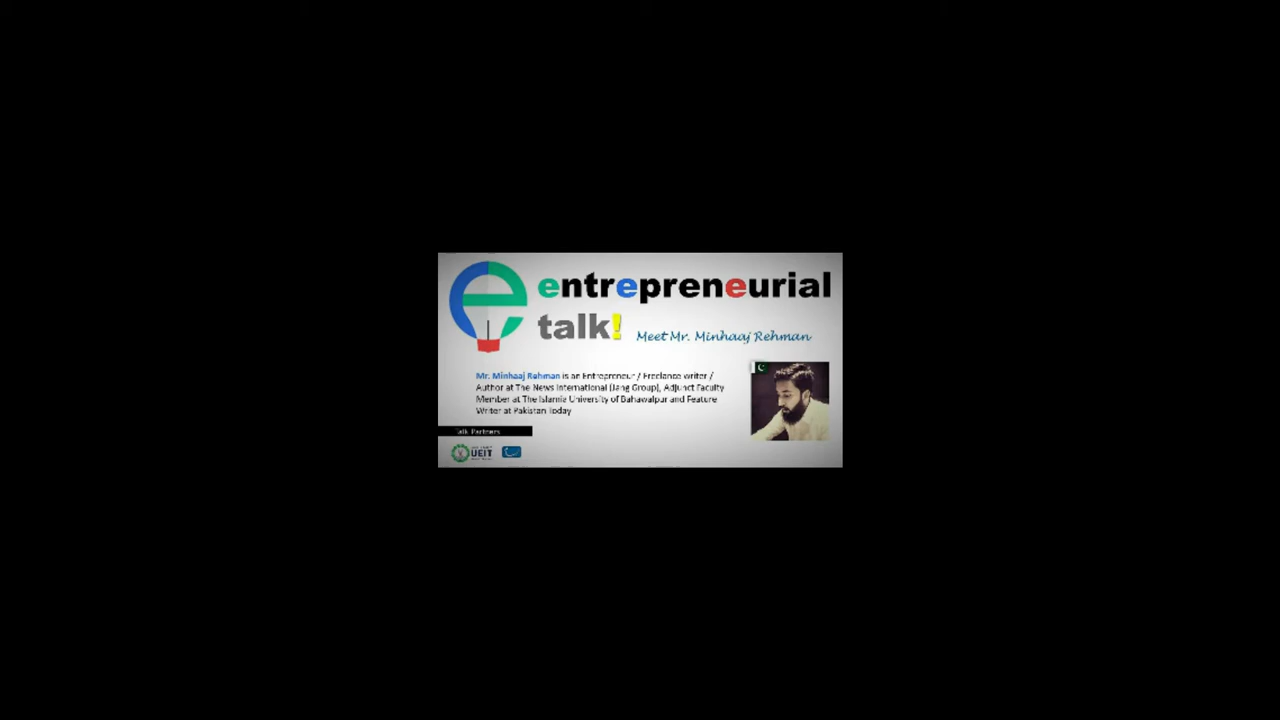 entrepreneurial
talk!
Meet Mr. Minhaaj Rehman
Mr. Minhaaj Rehman is an Entrepreneur / Freelance writer /
Author at The News International (Jang Group), Adjunct Faculty
Member at The Islamia University of Bahawalpur and Feature
Writer at Pakistan Today
Talk Partners
UEIT